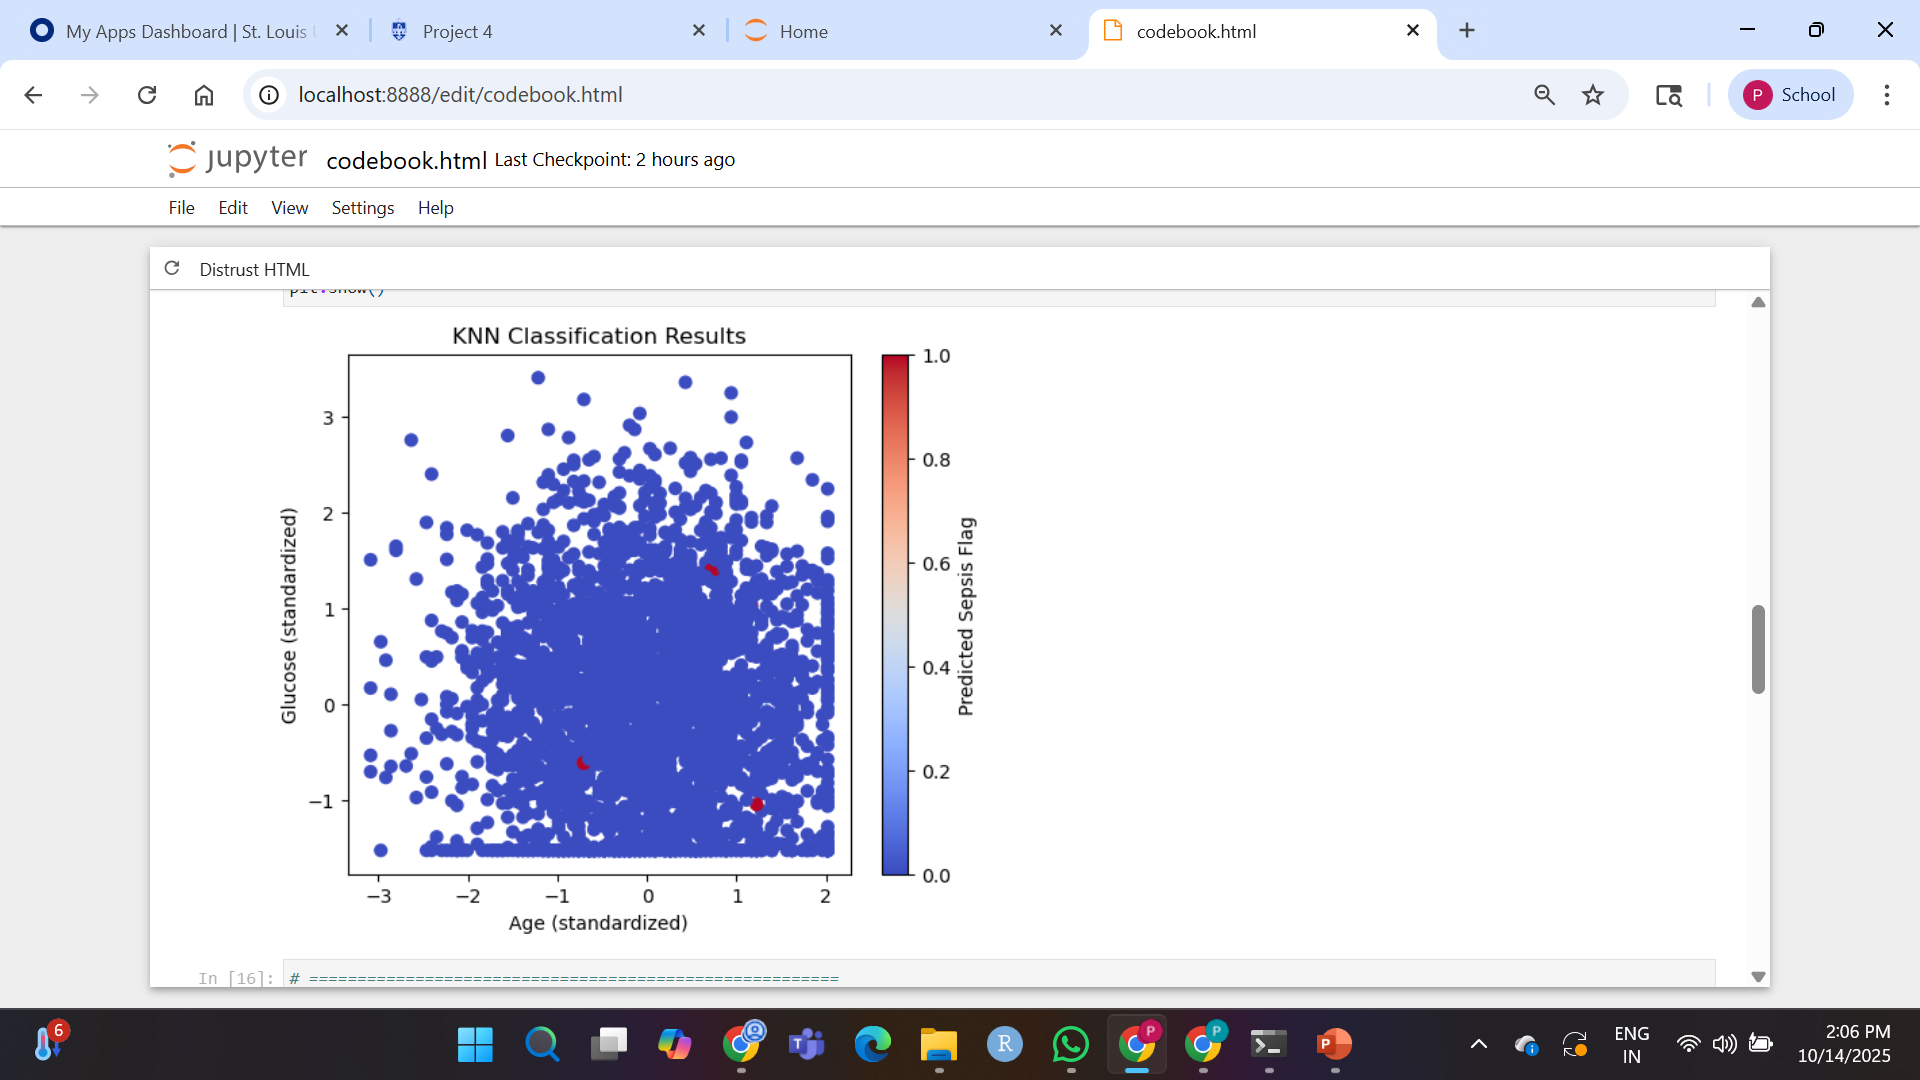 My Apps Dashboard | St. Louis
Project 4
Home
codebook.html
localhost:8888/edit/codebook.html
P
School
jupyter
codebook.html
Last Checkpoint: 2 hours ago
File
Edit
View
Settings
Help
Distrust HTML
plt.show()
KNN Classification Results
3
2
1
0
−1
Glucose (standardized)
−3
−2
−1
0
1
2
Age (standardized)
1.0
0.8
0.6
0.4
0.2
0.0
Predicted Sepsis Flag
In [16]:
# =======================================================
6
T
R
P
P
P
ENG
IN
2:06 PM
10/14/2025